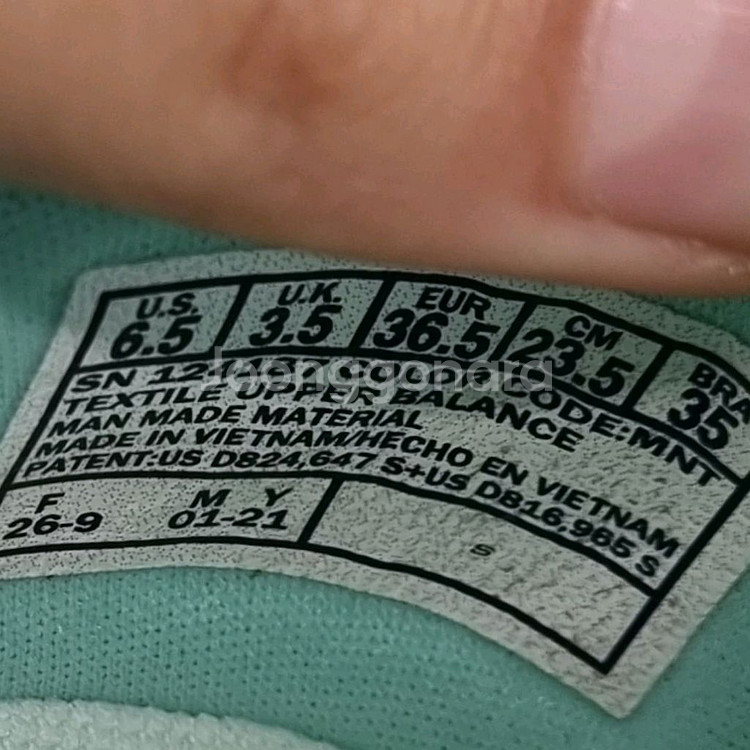 U.S. U.K. EUR CM BRA
6.5 3.5 36.5 23.5 35
SN CODE:MNT
TEXTILE UPPER BALANCE
MAN MADE MATERIAL
MADE IN VIETNAM/HECHO EN VIETNAM
PATENT:US D824,647 S+US D816,985 S
F M Y
26-9 01-21
S